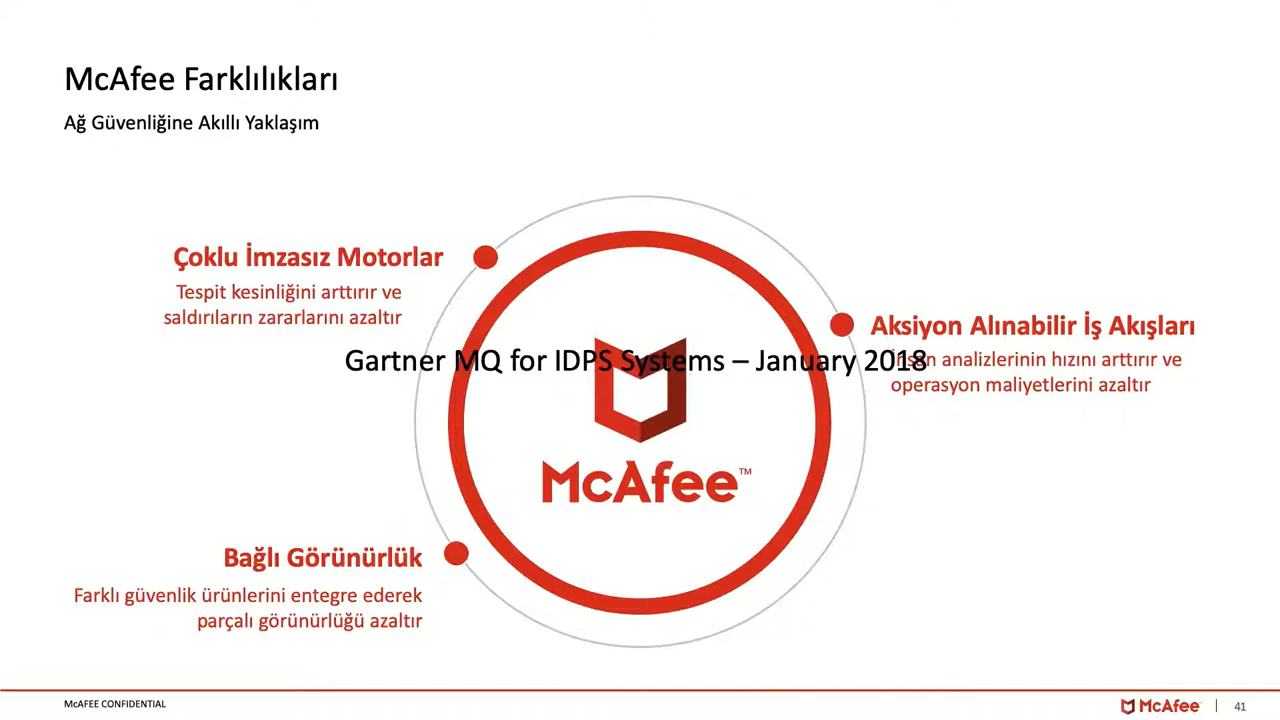 McAfee Farklılıkları
Ağ Güvenliğine Akıllı Yaklaşım
Çoklu İmzasız Motorlar
Tespit kesinliğini arttırır ve
saldırıların zararlarını azaltır
Aksiyon Alınabilir İş Akışları
İnsan analizlerinin hızını arttırır ve
operasyon maliyetlerini azaltır
Gartner MQ for IDPS Systems – January 2018
McAfee™
Bağlı Görünürlük
Farklı güvenlik ürünlerini entegre ederek
parçalı görünürlüğü azaltır
McAFEE CONFIDENTIAL
McAfee | 41